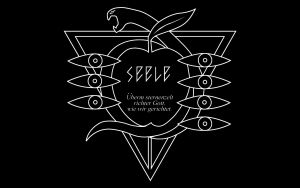 SEELE
Überm sternenzelt
richtet Gott,
wie wir gerichtet.